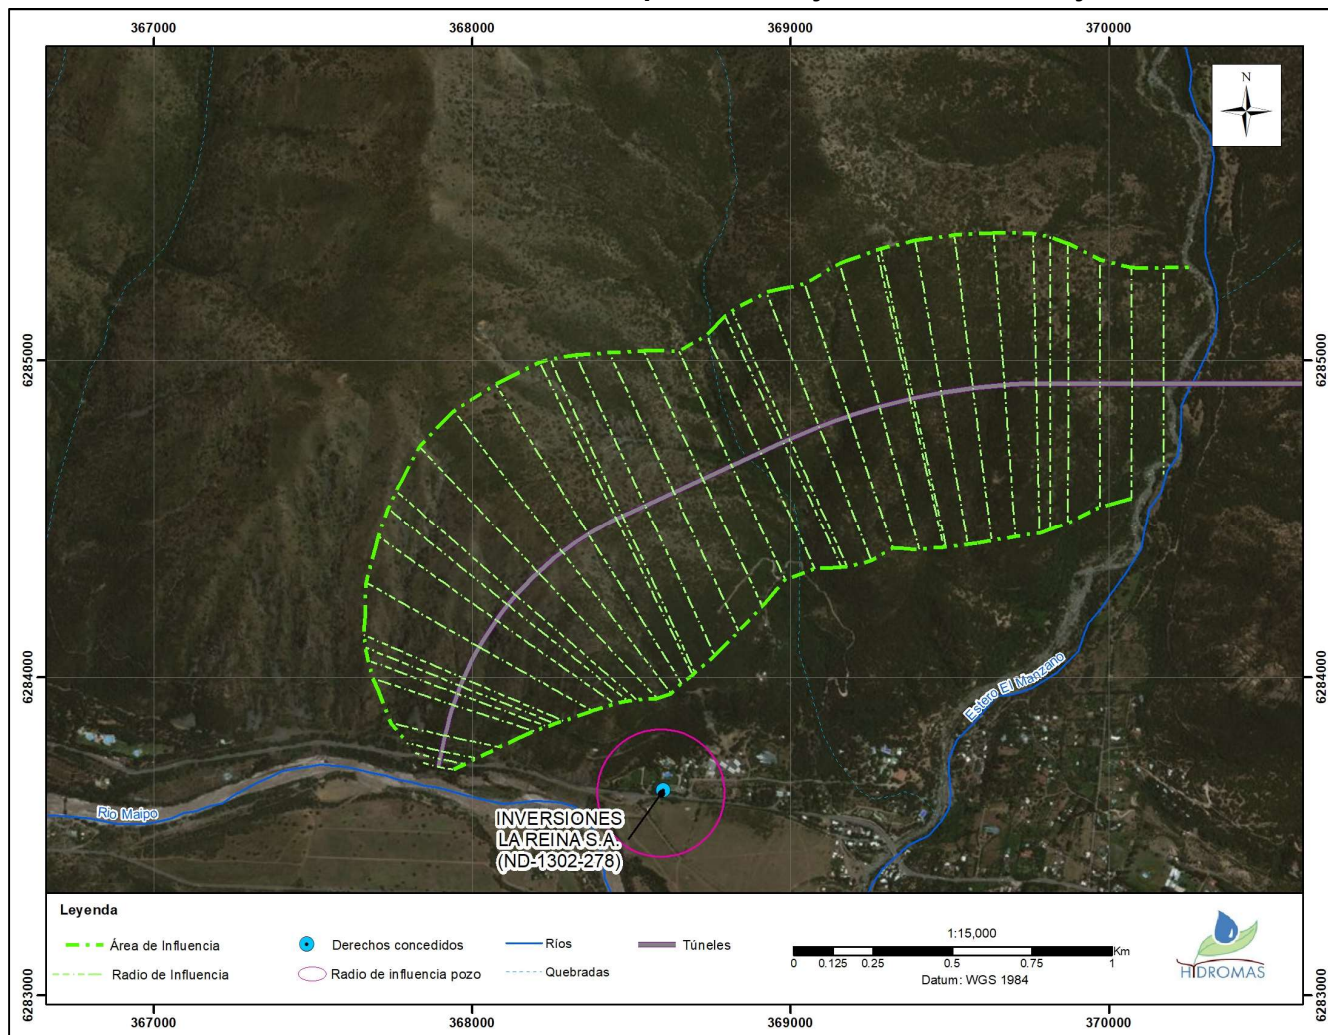 367000 368000 369000 370000
N
6285000 6285000
6284000 6284000
Estero El Manzano
Rio Maipo
INVERSIONES
LA REINA S.A.
(ND-1302-278)
Leyenda
Área de Influencia
Derechos concedidos
Ríos
Túneles
Radio de Influencia
Radio de influencia pozo
Quebradas
1:15,000
Km
0 0.125 0.25 0.5 0.75 1
Datum: WGS 1984
HIDROMAS
6283000 6283000
367000 368000 369000 370000